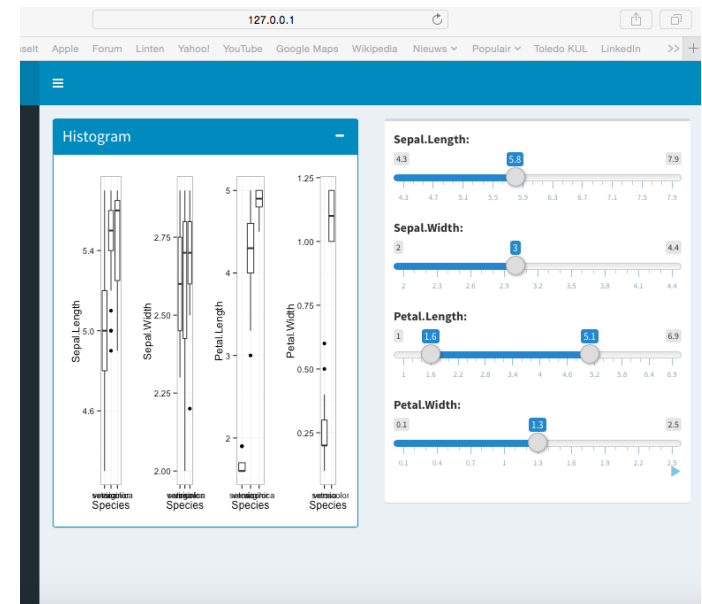 127.0.0.1
sselt Apple Forum Linten Yahoo! YouTube Google Maps Wikipedia Nieuws Populair Toledo KUL LinkedIn >> +
Histogram
Sepal.Length
5.4
5.0
4.6
Species
Sepal.Width
2.75
2.50
2.25
2.00
Species
Petal.Length
5
4
3
2
Species
Petal.Width
1.25
1.00
0.75
0.50
0.25
Species
Sepal.Length:
4.3 5.8 7.9
4.3 4.7 5.1 5.5 5.9 6.3 6.7 7.1 7.5 7.9
Sepal.Width:
2 3 4.4
2 2.3 2.6 2.9 3.2 3.5 3.8 4.1 4.4
Petal.Length:
1 1.6 5.1 6.9
1 1.6 2.2 2.8 3.4 4 4.6 5.2 5.8 6.4 6.9
Petal.Width:
0.1 1.3 2.5
0.1 0.4 0.7 1 1.3 1.6 1.9 2.2 2.5